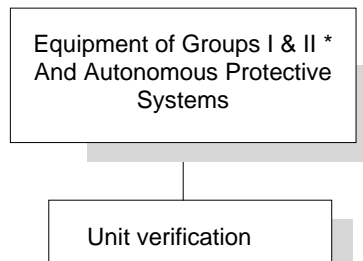 Equipment of Groups I & II *
And Autonomous Protective
Systems
Unit verification